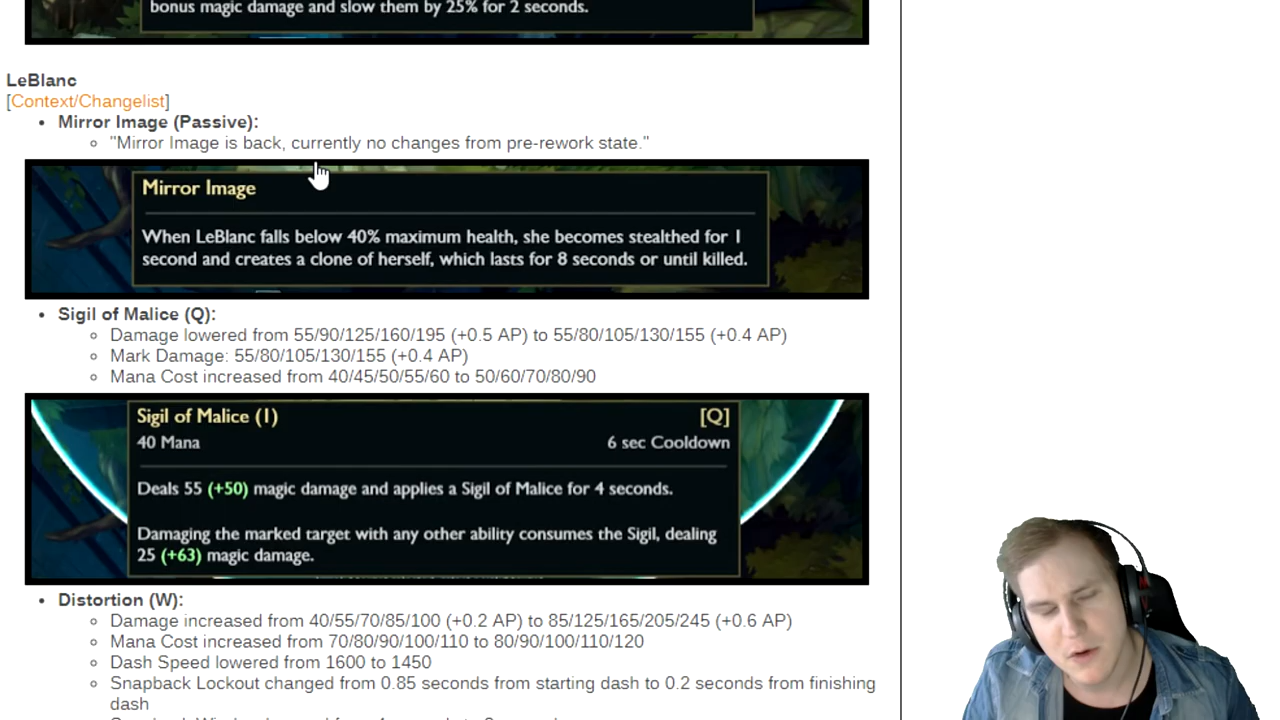 bonus magic damage and slow them by 25% for 2 seconds.
LeBlanc
[Context/Changelist]
• Mirror Image (Passive):
○ "Mirror Image is back, currently no changes from pre-rework state."
Mirror Image
When LeBlanc falls below 40% maximum health, she becomes stealthed for 1
second and creates a clone of herself, which lasts for 8 seconds or until killed.
• Sigil of Malice (Q):
○ Damage lowered from 55/90/125/160/195 (+0.5 AP) to 55/80/105/130/155 (+0.4 AP)
○ Mark Damage: 55/80/105/130/155 (+0.4 AP)
○ Mana Cost increased from 40/45/50/55/60 to 50/60/70/80/90
Sigil of Malice (1) [Q]
40 Mana 6 sec Cooldown
Deals 55 (+50) magic damage and applies a Sigil of Malice for 4 seconds.
Damaging the marked target with any other ability consumes the Sigil, dealing
25 (+63) magic damage.
• Distortion (W):
○ Damage increased from 40/55/70/85/100 (+0.2 AP) to 85/125/165/205/245 (+0.6 AP)
○ Mana Cost increased from 70/80/90/100/110 to 80/90/100/110/120
○ Dash Speed lowered from 1600 to 1450
○ Snapback Lockout changed from 0.85 seconds from starting dash to 0.2 seconds from finishing
dash